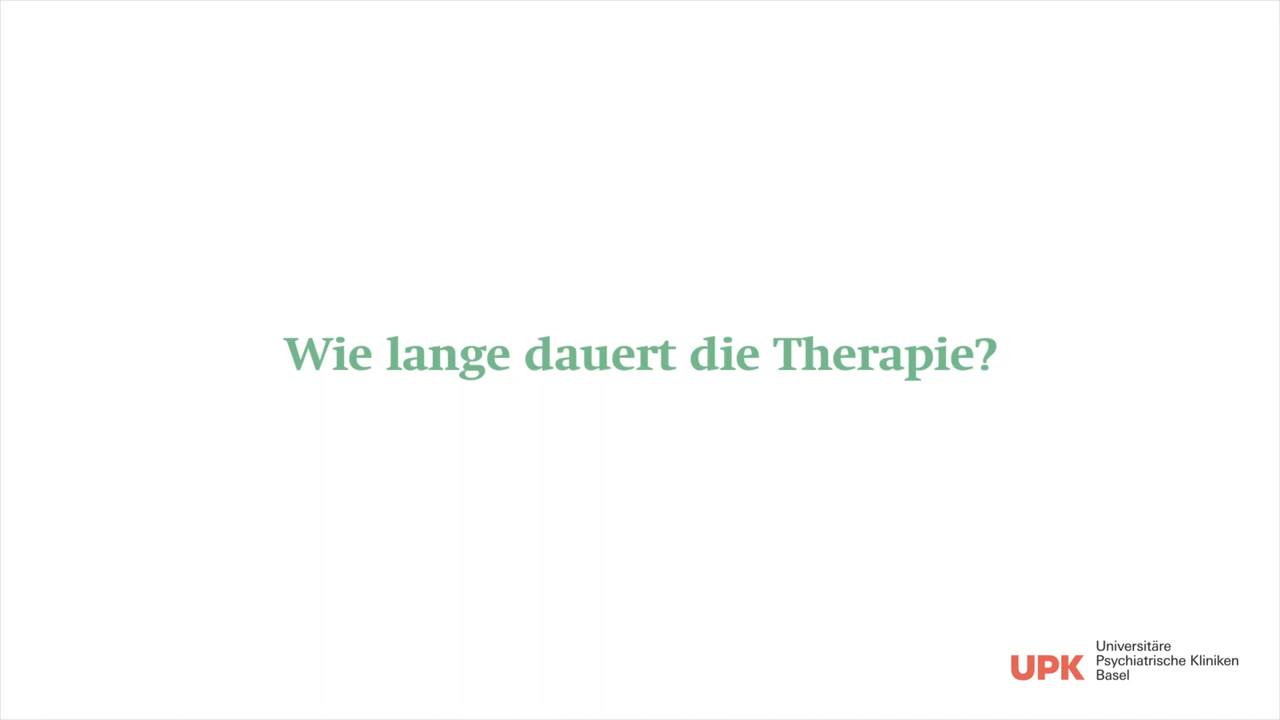 Wie lange dauert die Therapie?
UPK
Universitäre
Psychiatrische Kliniken
Basel